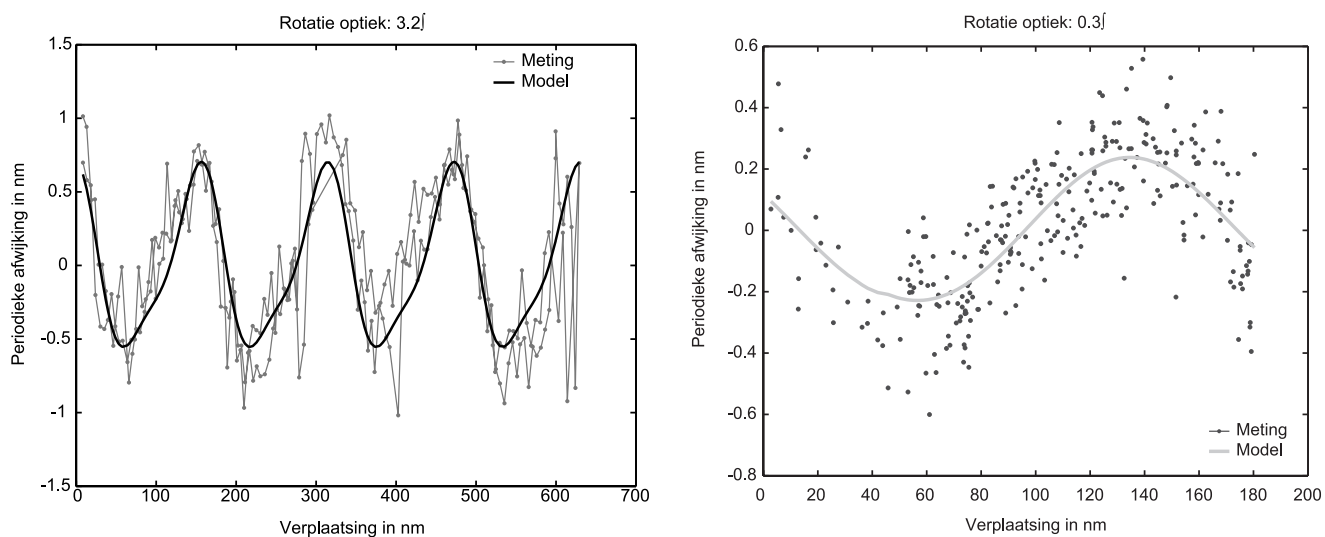 Rotatie optiek: 3.2∫
1.5
1
0.5
0
-0.5
-1
-1.5
0 100 200 300 400 500 600 700
Periodieke afwijking in nm
Verplaatsing in nm
Meting
Model
Rotatie optiek: 0.3∫
0.6
0.4
0.2
0
-0.2
-0.4
-0.6
-0.8
0 20 40 60 80 100 120 140 160 180 200
Periodieke afwijking in nm
Verplaatsing in nm
Meting
Model